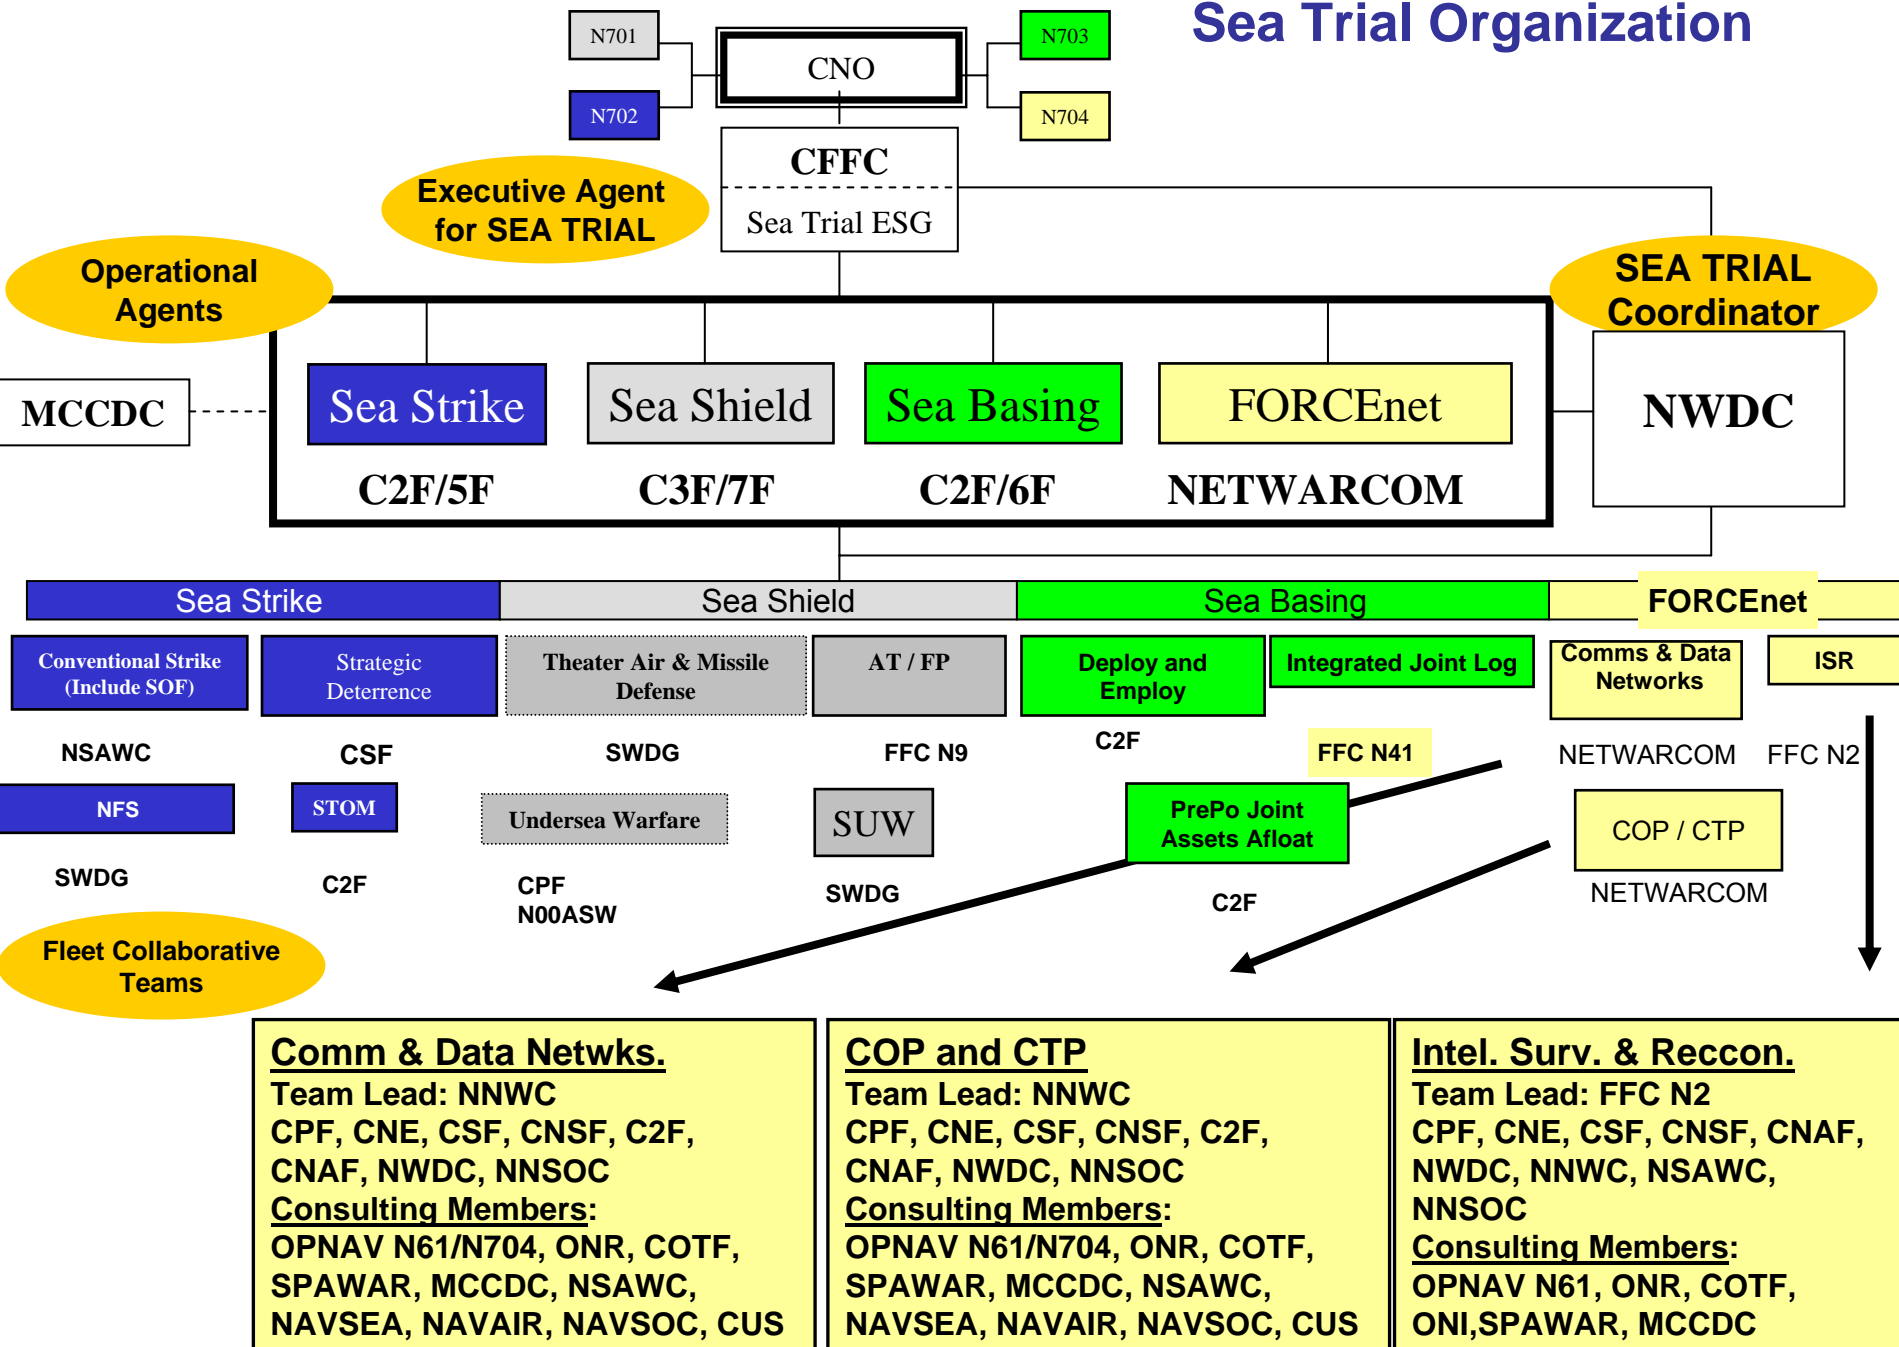 Sea Trial Organization
N701
CNO
N703
N702
N704
CFFC
Executive Agent
for SEA TRIAL
Sea Trial ESG
Operational
Agents
SEA TRIAL
Coordinator
MCCDC
Sea Strike
Sea Shield
Sea Basing
FORCEnet
NWDC
C2F/5F
C3F/7F
C2F/6F
NETWARCOM
Sea Strike
Sea Shield
Sea Basing
FORCEnet
Conventional Strike
(Include SOF)
Strategic
Deterrence
Theater Air & Missile
Defense
AT / FP
Deploy and
Employ
Integrated Joint Log
Comms & Data
Networks
ISR
NSAWC
CSF
SWDG
FFC N9
C2F
FFC N41
NETWARCOM
FFC N2
NFS
STOM
Undersea Warfare
SUW
PrePo Joint
Assets Afloat
COP / CTP
SWDG
C2F
CPF
N00ASW
SWDG
C2F
NETWARCOM
Fleet Collaborative
Teams
Comm & Data Netwks.
Team Lead: NNWC
CPF, CNE, CSF, CNSF, C2F,
CNAF, NWDC, NNSOC
Consulting Members:
OPNAV N61/N704, ONR, COTF,
SPAWAR, MCCDC, NSAWC,
NAVSEA, NAVAIR, NAVSOC, CUS
COP and CTP
Team Lead: NNWC
CPF, CNE, CSF, CNSF, C2F,
CNAF, NWDC, NNSOC
Consulting Members:
OPNAV N61/N704, ONR, COTF,
SPAWAR, MCCDC, NSAWC,
NAVSEA, NAVAIR, NAVSOC, CUS
Intel. Surv. & Reccon.
Team Lead: FFC N2
CPF, CNE, CSF, CNSF, CNAF,
NWDC, NNWC, NSAWC,
NNSOC
Consulting Members:
OPNAV N61, ONR, COTF,
ONI,SPAWAR, MCCDC